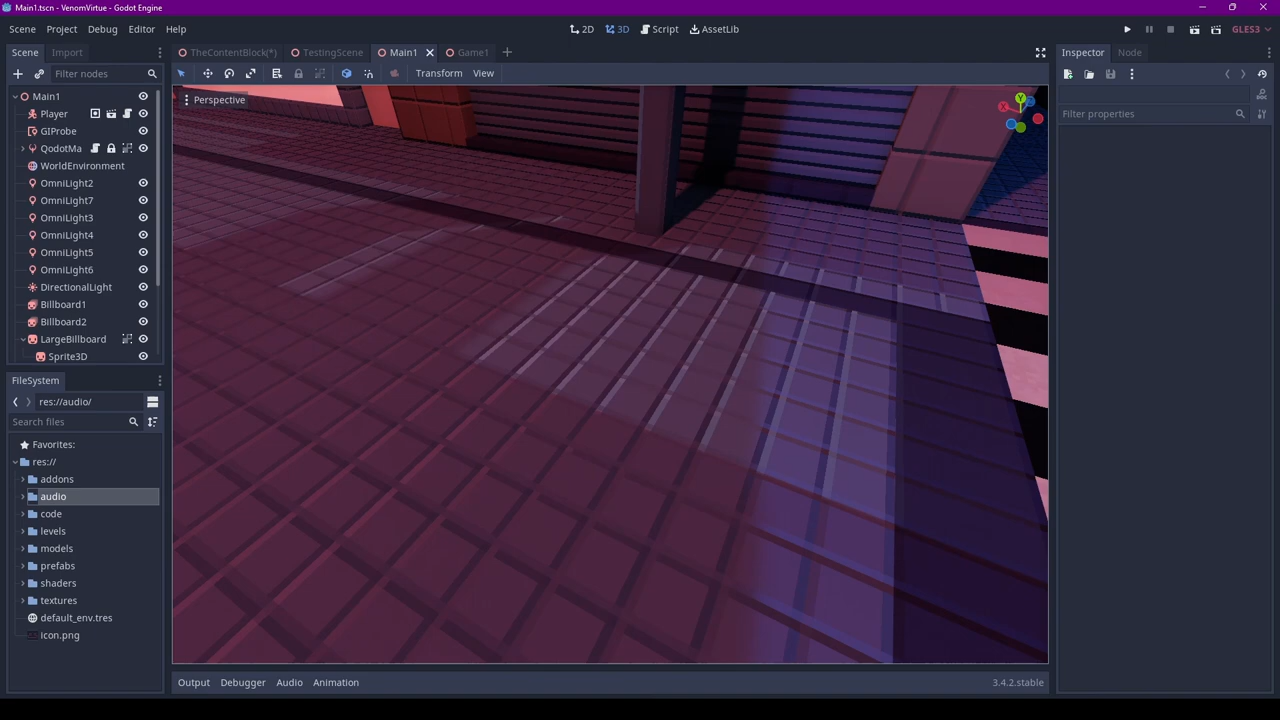 Main1.tscn - VenomVirtue - Godot Engine
Scene Project Debug Editor Help
2D 3D Script AssetLib
GLES3
Scene Import
TheContentBlock(*) TestingScene Main1 Game1
Inspector Node
Filter nodes
Transform View
Perspective
Y
X
Z
Filter properties
Main1
Player
GIProbe
QodotMa
WorldEnvironment
OmniLight2
OmniLight7
OmniLight3
OmniLight4
OmniLight5
OmniLight6
DirectionalLight
Billboard1
Billboard2
LargeBillboard
Sprite3D
FileSystem
res://audio/
Search files
Favorites:
res://
addons
audio
code
levels
models
prefabs
shaders
textures
default_env.tres
icon.png
Output Debugger Audio Animation
3.4.2.stable